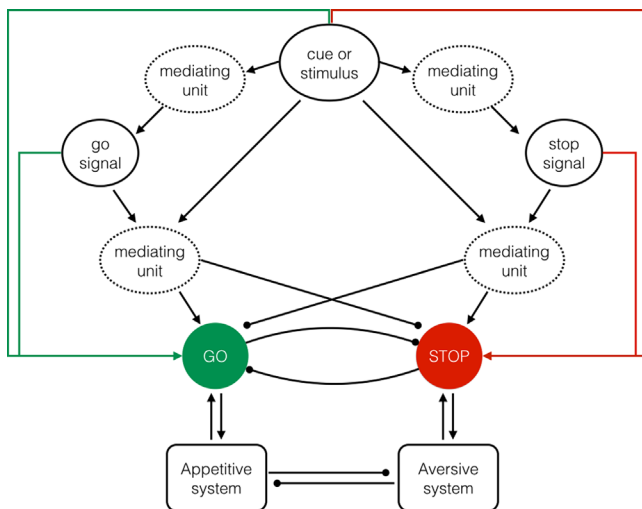 cue or
stimulus
mediating
unit
mediating
unit
go
signal
stop
signal
mediating
unit
mediating
unit
GO
STOP
Appetitive
system
Aversive
system